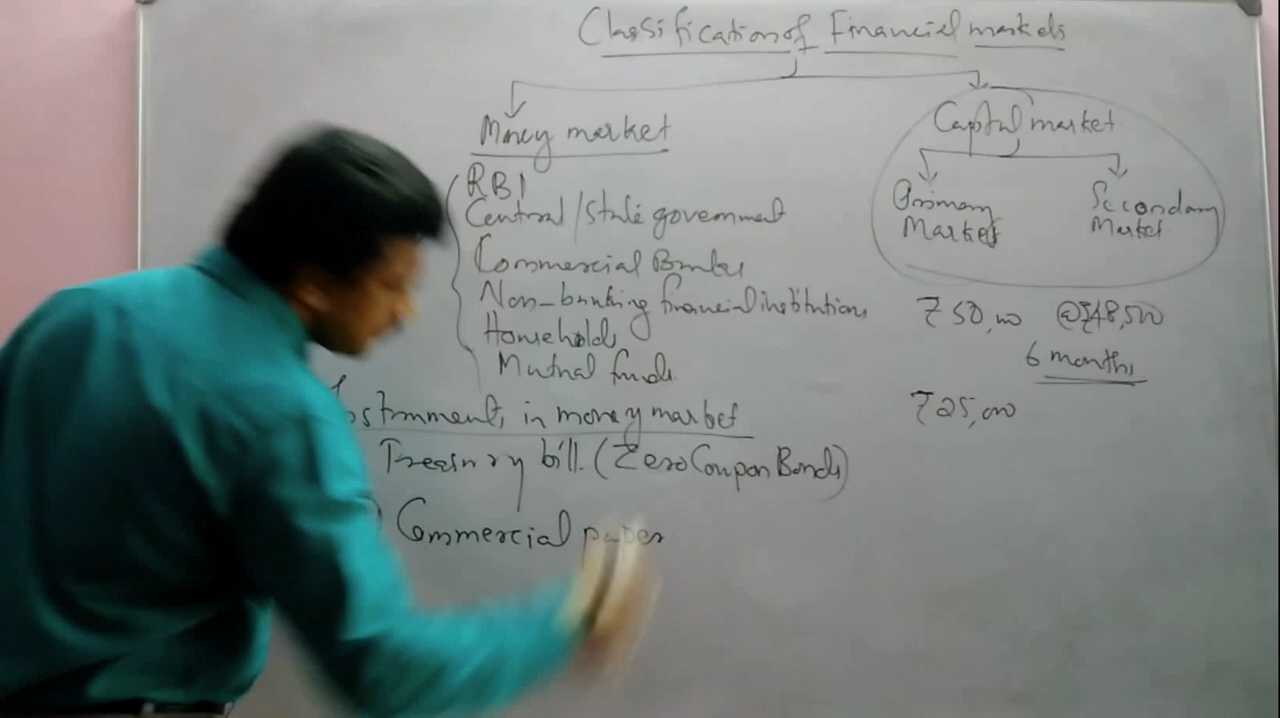 Classification of Financial markets
Money market
RBI
Central/State government
Commercial Banks
Non-banking financial institutions
Households
Mutual funds
Capital market
Primary
Market
Secondary
Market
₹50,000 @₹48,500
6 months
₹25,000
Instruments in money market
Treasury bill. (Zero Coupon Bonds)
Commercial paper